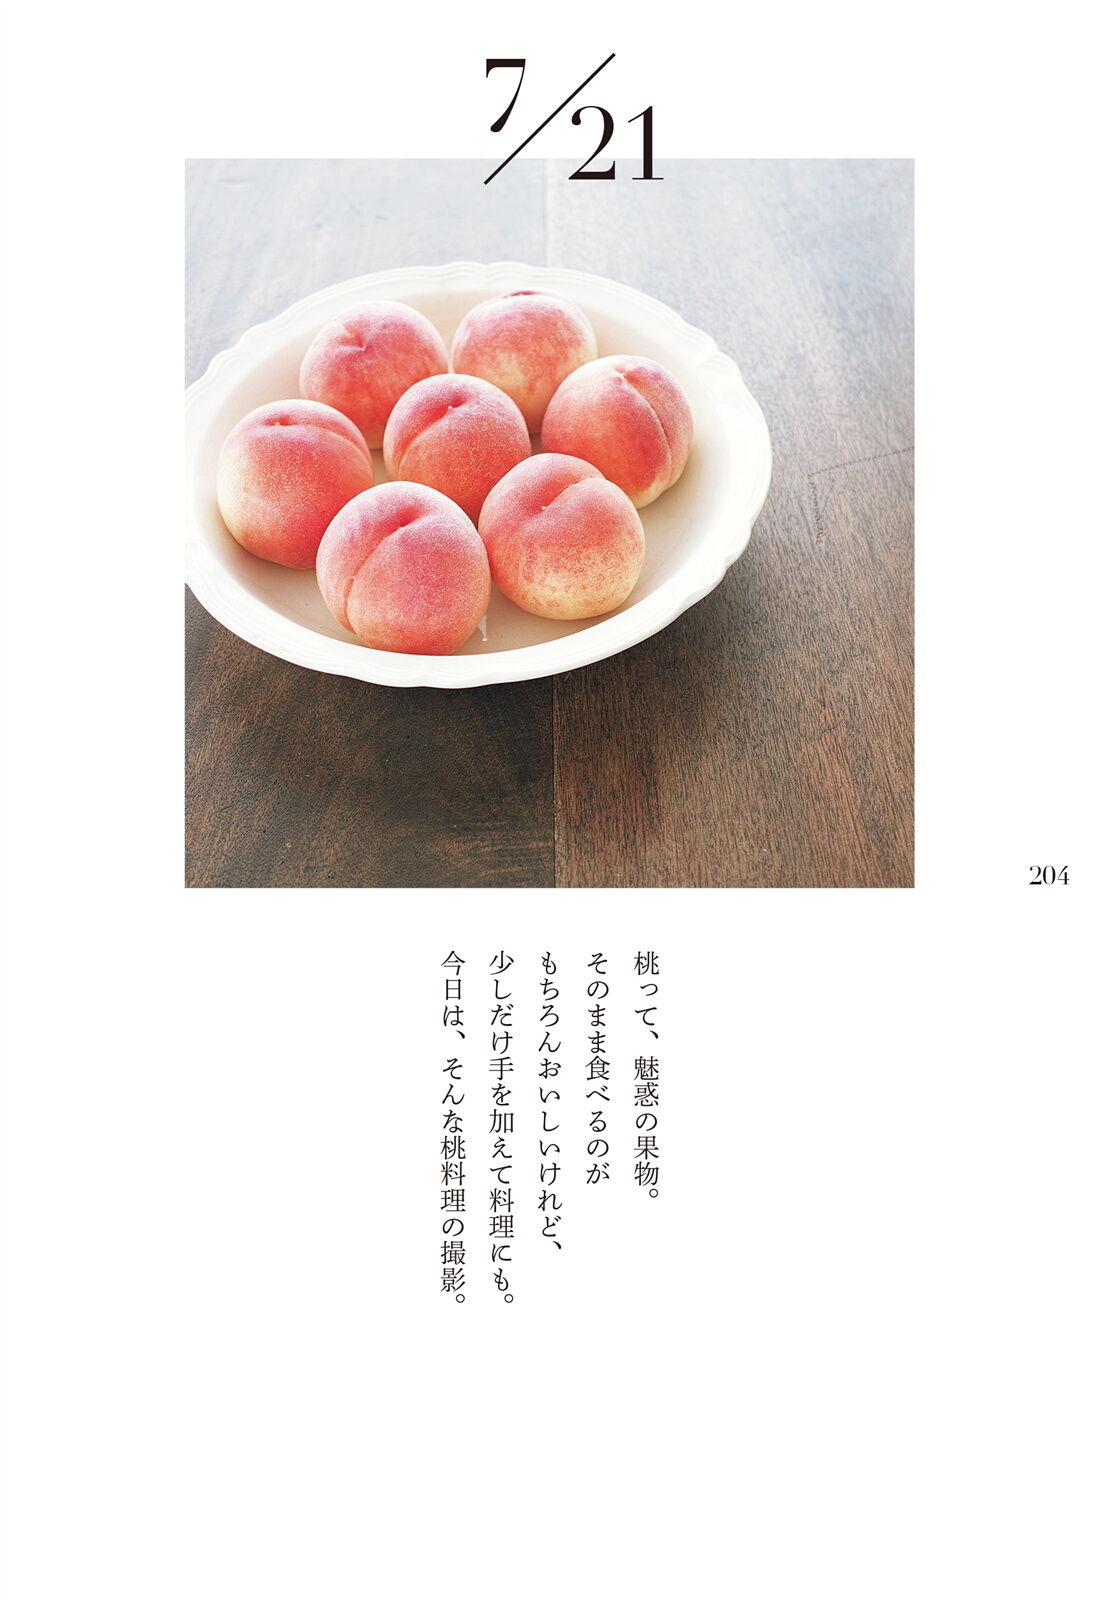 7/21
204
桃って、魅惑の果物。
そのまま食べるのが
もちろんおいしいけれど、
少しだけ手を加えて料理にも。
今日は、そんな桃料理の撮影。